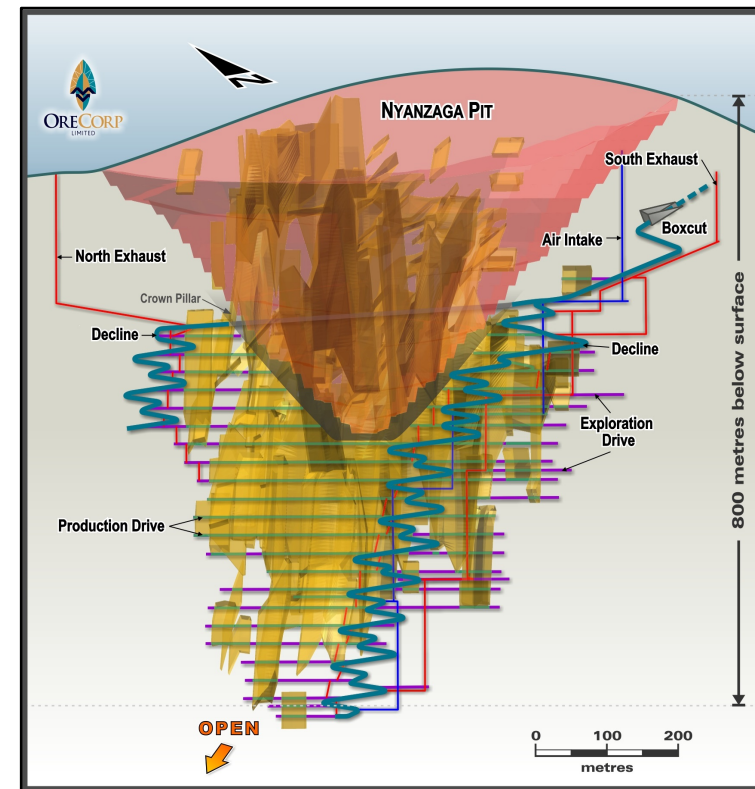 N
NYANZAGA PIT
ORECORP
LIMITED
South Exhaust
Boxcut
Air Intake
North Exhaust
Crown Pillar
Decline
Decline
Exploration
Drive
800 metres below surface
Production Drive
OPEN
0 100 200
metres